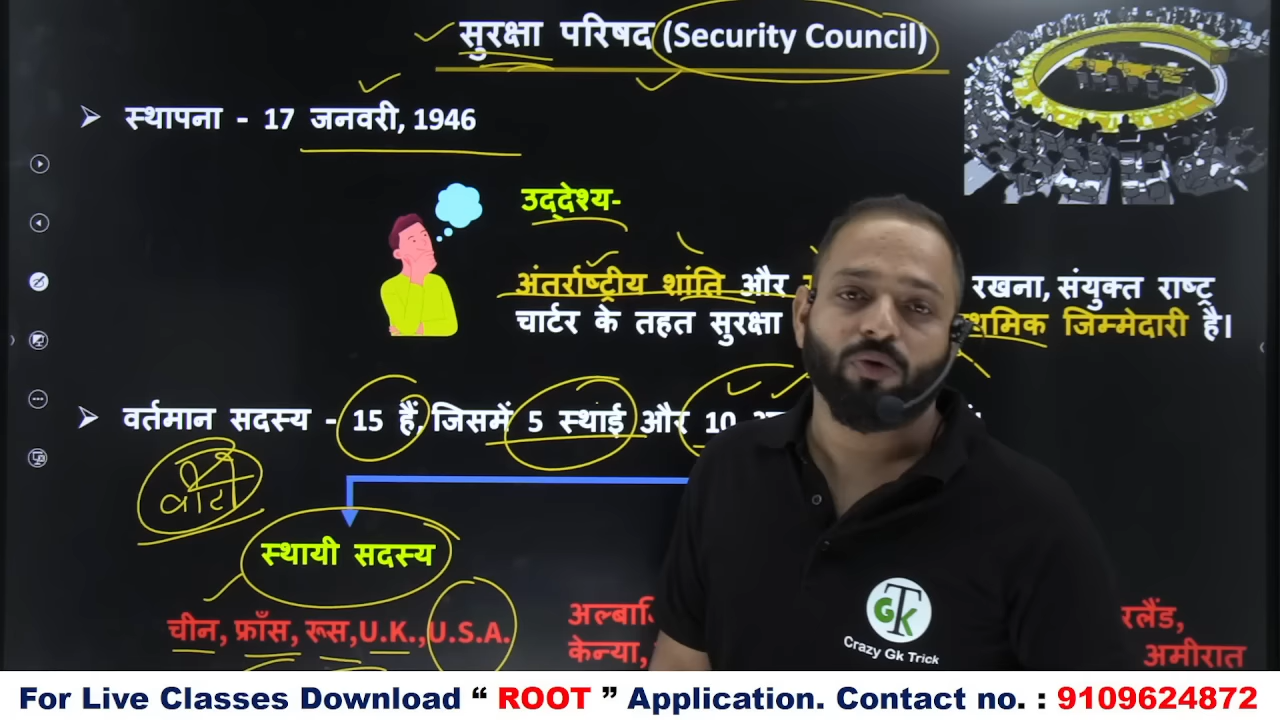 सुरक्षा परिषद (Security Council)
स्थापना - 17 जनवरी, 1946
उद्देश्य-
अंतर्राष्ट्रीय शांति और रखना, संयुक्त राष्ट्र
चार्टर के तहत सुरक्षा जिम्मेदारी है।
वर्तमान सदस्य - 15 हैं, जिसमें 5 स्थाई और 10
वीटो
स्थायी सदस्य
चीन, फ्राँस, रूस,U.K.,U.S.A.
केन्या,
अमीरात
GTK
Crazy Gk Trick
For Live Classes Download “ ROOT ” Application. Contact no. : 9109624872